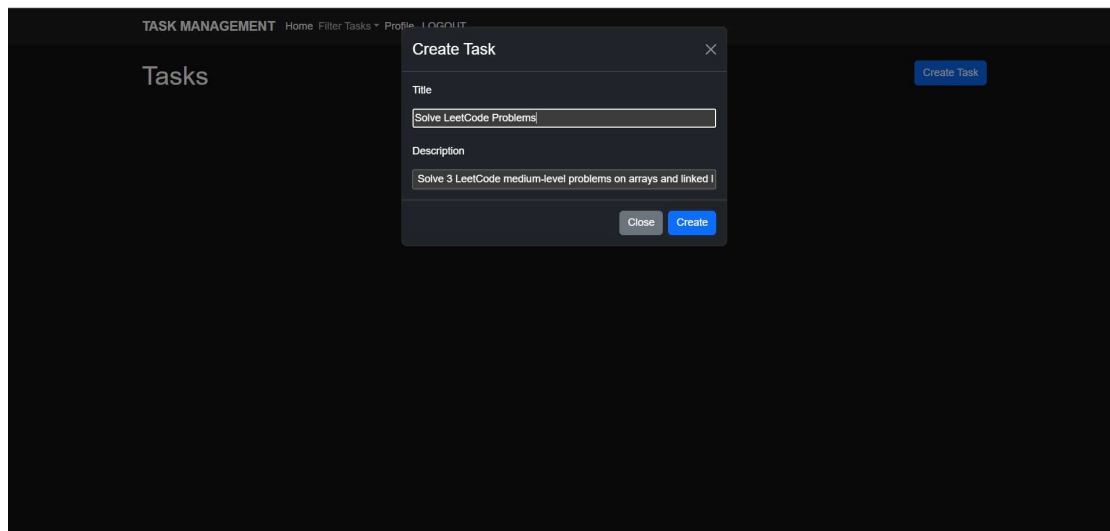 TASK MANAGEMENT Home Filter Tasks Profile LOGOUT
Create Task
Tasks
Create Task
Title
Solve LeetCode Problems
Description
Solve 3 LeetCode medium-level problems on arrays and linked l
Close Create